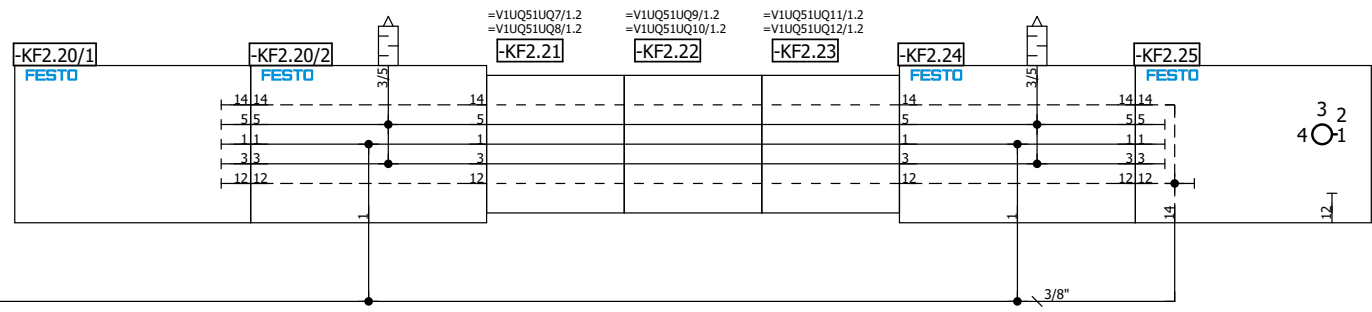 =V1UQ51UQ7/1.2 =V1UQ51UQ9/1.2 =V1UQ51UQ11/1.2
=V1UQ51UQ8/1.2 =V1UQ51UQ10/1.2 =V1UQ51UQ12/1.2
-KF2.20/1 -KF2.20/2 -KF2.21 -KF2.22 -KF2.23 -KF2.24 -KF2.25
FESTO FESTO FESTO FESTO
3/5 3/5
14 14 14 14 14 14
5 5 5 5 5 5
1 1 1 1 1 1
3 3 3 3 3 3
12 12 12 12 12 12
3 2
4 1
1 1 14 12
3/8"